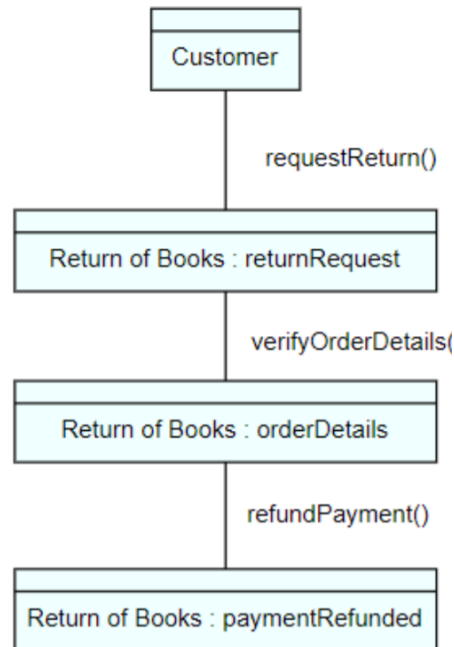 Customer
requestReturn()
Return of Books : returnRequest
verifyOrderDetails(
Return of Books : orderDetails
refundPayment()
Return of Books : paymentRefunded